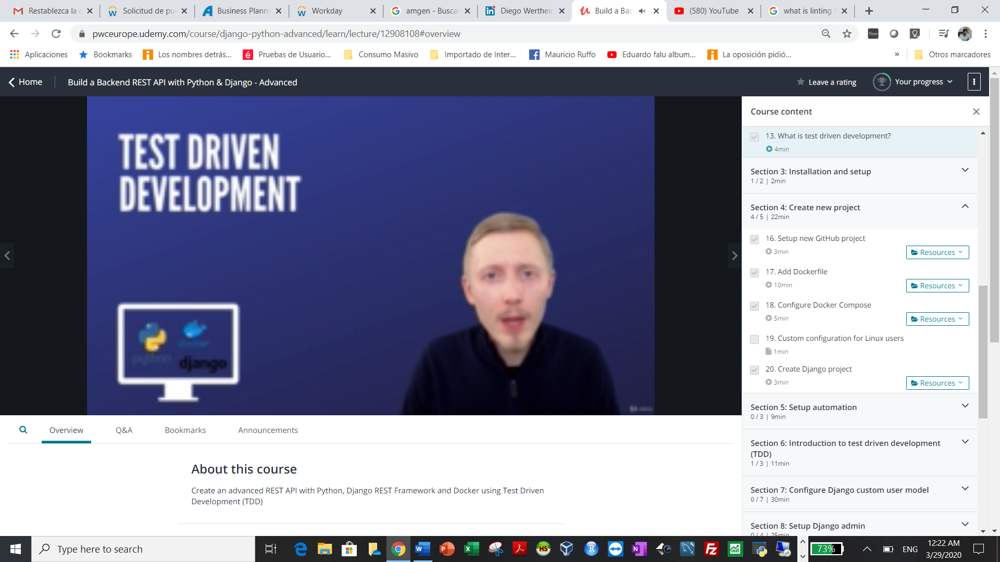 Restablezca la c
Solicitud de pu
Business Planni
Workday
amgen - Busca
Diego Werthein
Build a Bac
(580) YouTube
what is linting
pwceurope.udemy.com/course/django-python-advanced/learn/lecture/12908108#overview
Aplicaciones
Bookmarks
Los nombres detrás...
Pruebas de Usuario...
Consumo Masivo
Importado de Inter...
Mauricio Ruffo
Eduardo falu album...
La oposición pidió...
»
Otros marcadores
Home
Build a Backend REST API with Python & Django - Advanced
Leave a rating
Your progress
TEST DRIVEN
DEVELOPMENT
python
docker
django
Course content
13. What is test driven development?
4min
Section 3: Installation and setup
1 / 2 | 2min
Section 4: Create new project
4 / 5 | 22min
16. Setup new GitHub project
3min
Resources
17. Add Dockerfile
10min
Resources
18. Configure Docker Compose
5min
Resources
19. Custom configuration for Linux users
1min
20. Create Django project
3min
Resources
Section 5: Setup automation
0 / 3 | 9min
Section 6: Introduction to test driven development
(TDD)
1 / 3 | 11min
Section 7: Configure Django custom user model
0 / 7 | 30min
Section 8: Setup Django admin
0 / 4 | 25min
Overview
Q&A
Bookmarks
Announcements
About this course
Create an advanced REST API with Python, Django REST Framework and Docker using Test Driven
Development (TDD)
Type here to search
73%
ENG
12:22 AM
3/29/2020